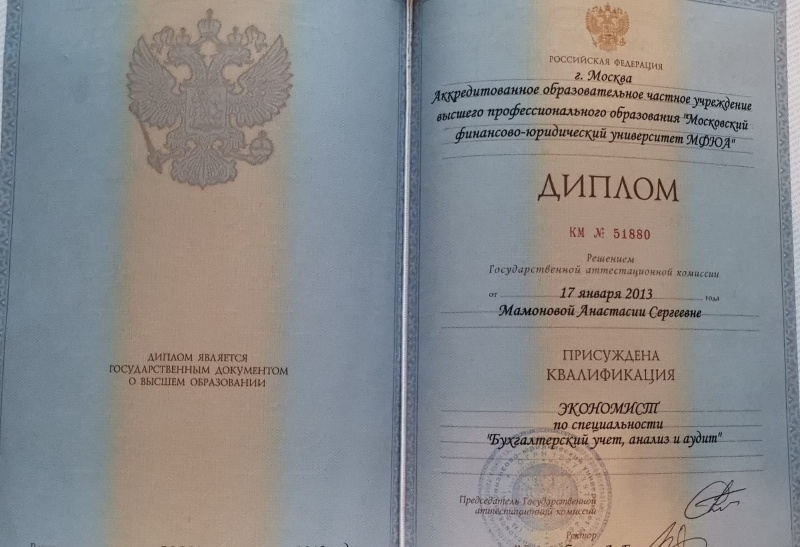 ДИПЛОМ ЯВЛЯЕТСЯ
ГОСУДАРСТВЕННЫМ ДОКУМЕНТОМ
О ВЫСШЕМ ОБРАЗОВАНИИ
РОССИЙСКАЯ ФЕДЕРАЦИЯ
г. Москва
Аккредитованное образовательное частное учреждение
высшего профессионального образования "Московский
финансово-юридический университет МФЮА"
ДИПЛОМ
КМ № 51880
Решением
Государственной аттестационной комиссии
от 17 января 2013 года
Мамоновой Анастасии Сергеевне
ПРИСУЖДЕНА
КВАЛИФИКАЦИЯ
ЭКОНОМИСТ
по специальности
"Бухгалтерский учет, анализ и аудит"
Председатель Государственной
аттестационной комиссии
Ректор